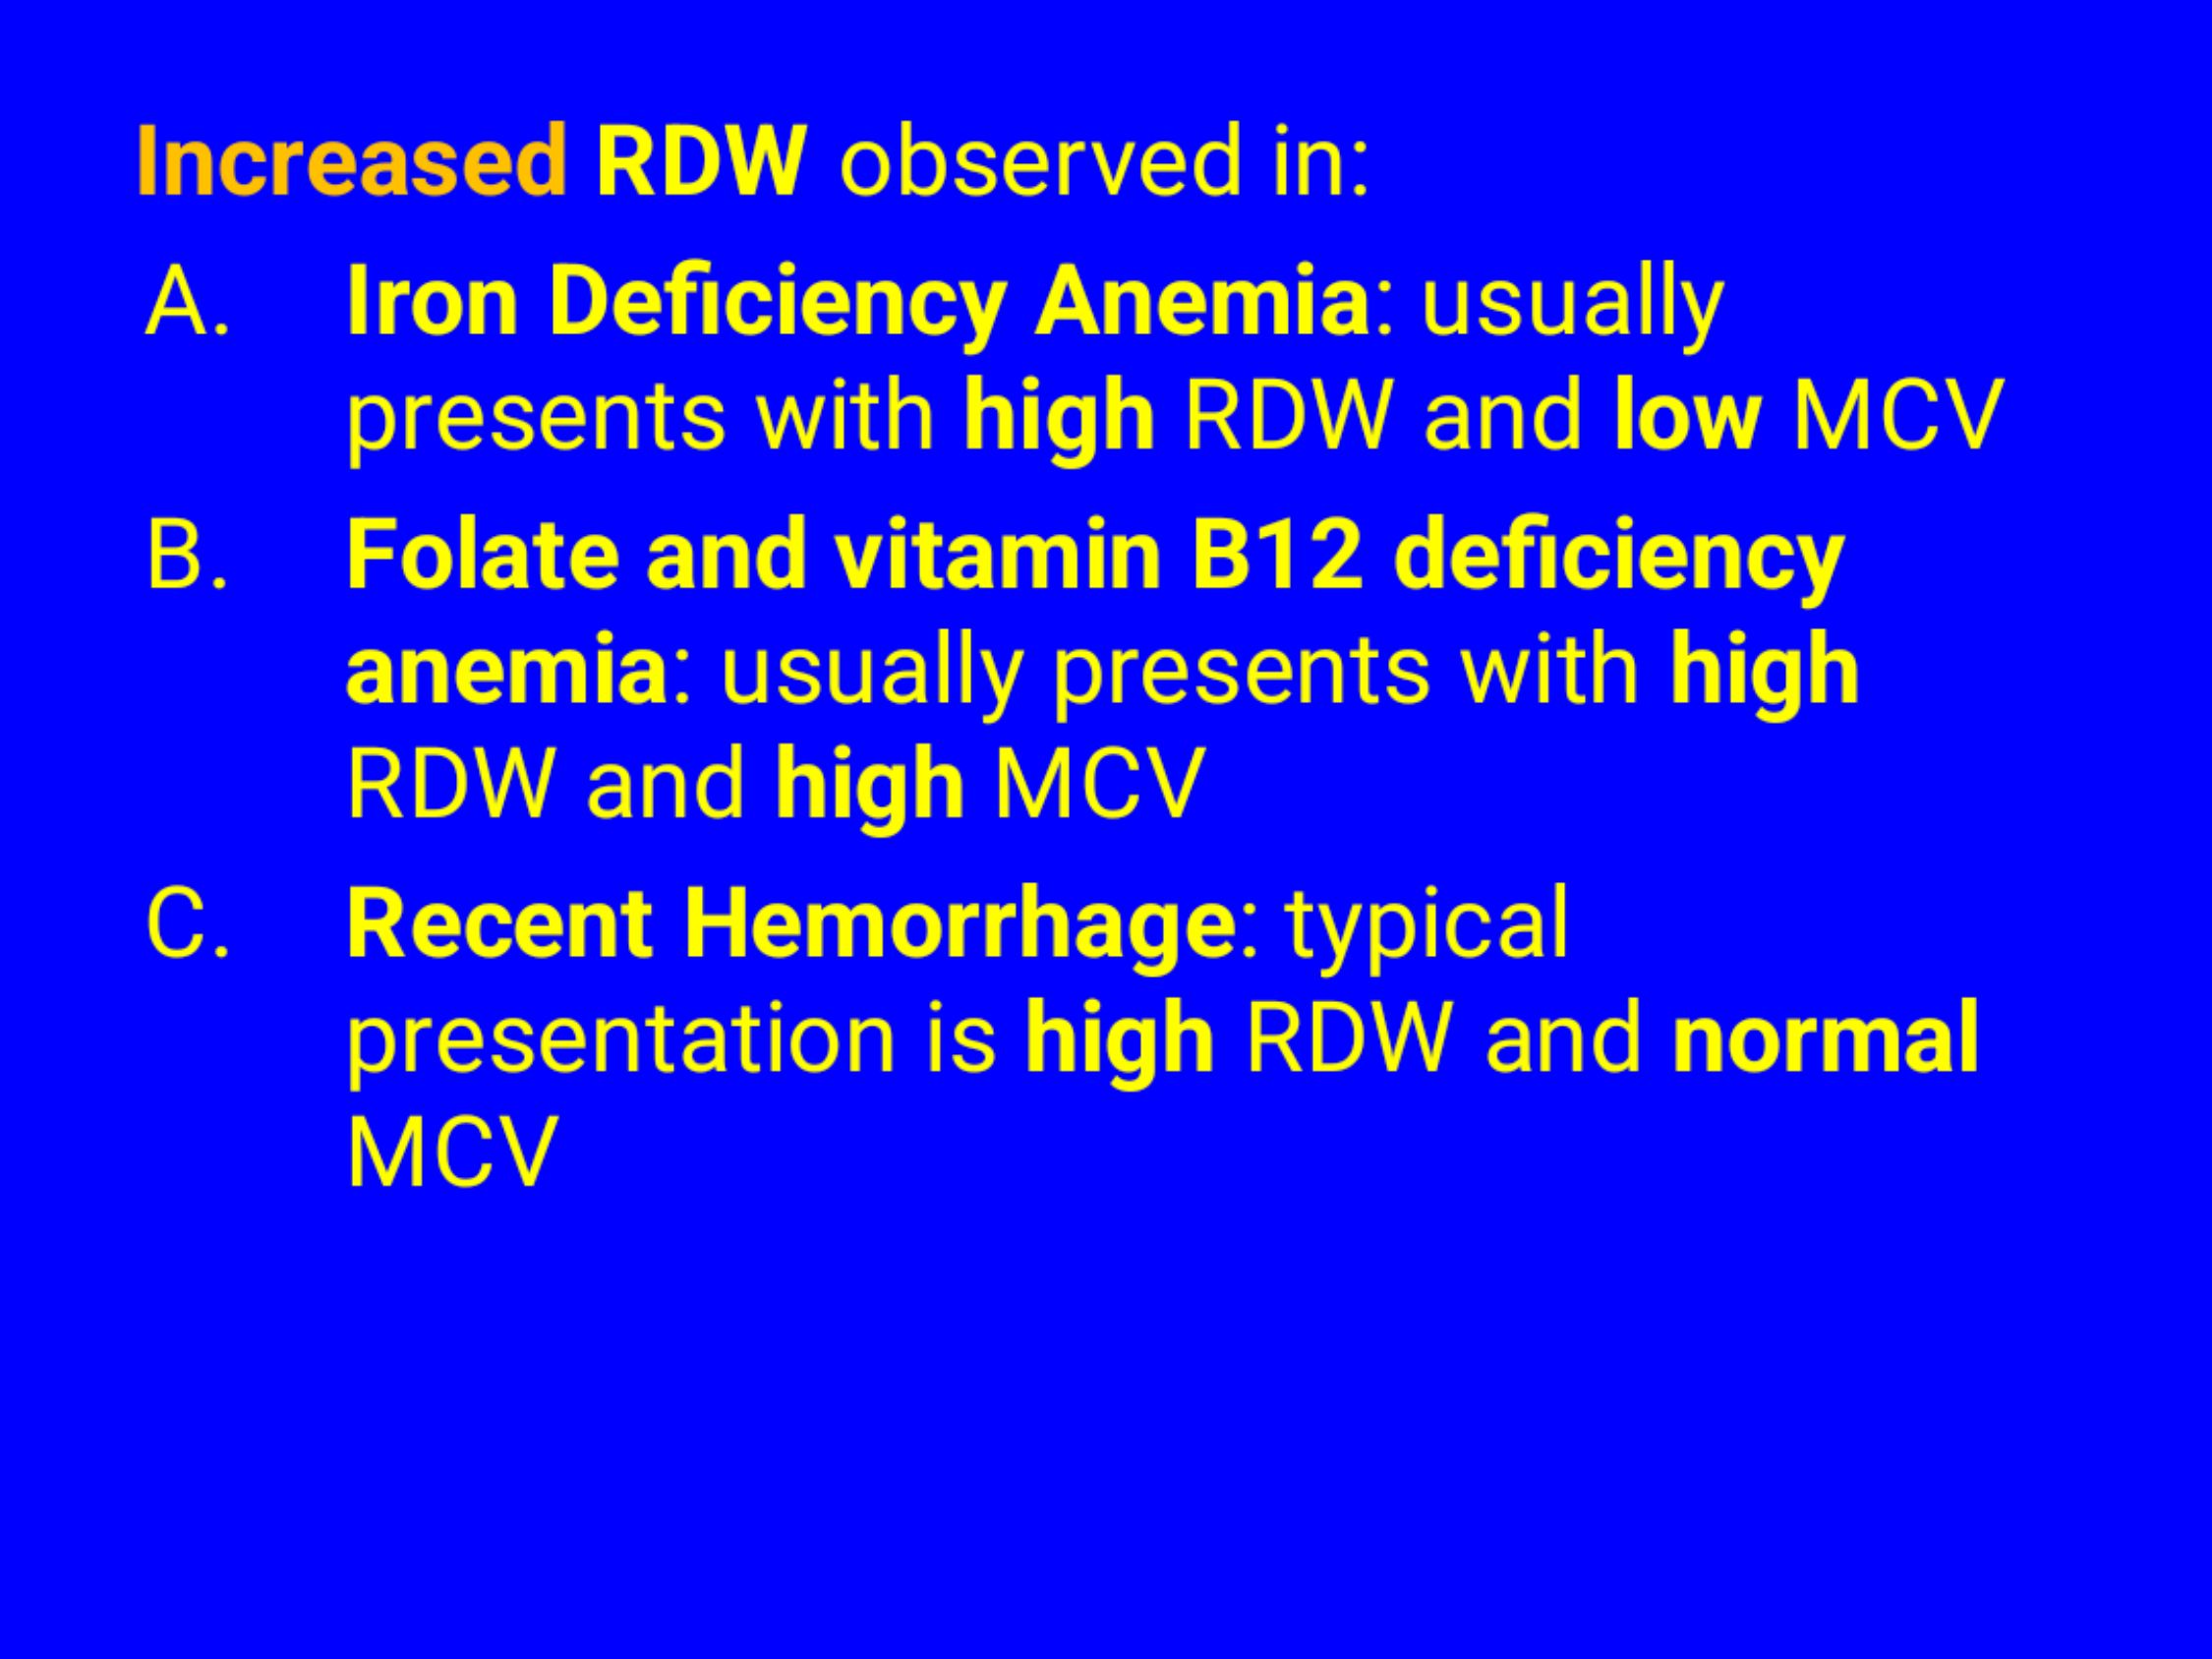 Increased RDW observed in:
A. Iron Deficiency Anemia: usually
presents with high RDW and low MCV
B. Folate and vitamin B12 deficiency
anemia: usually presents with high
RDW and high MCV
C. Recent Hemorrhage: typical
presentation is high RDW and normal
MCV